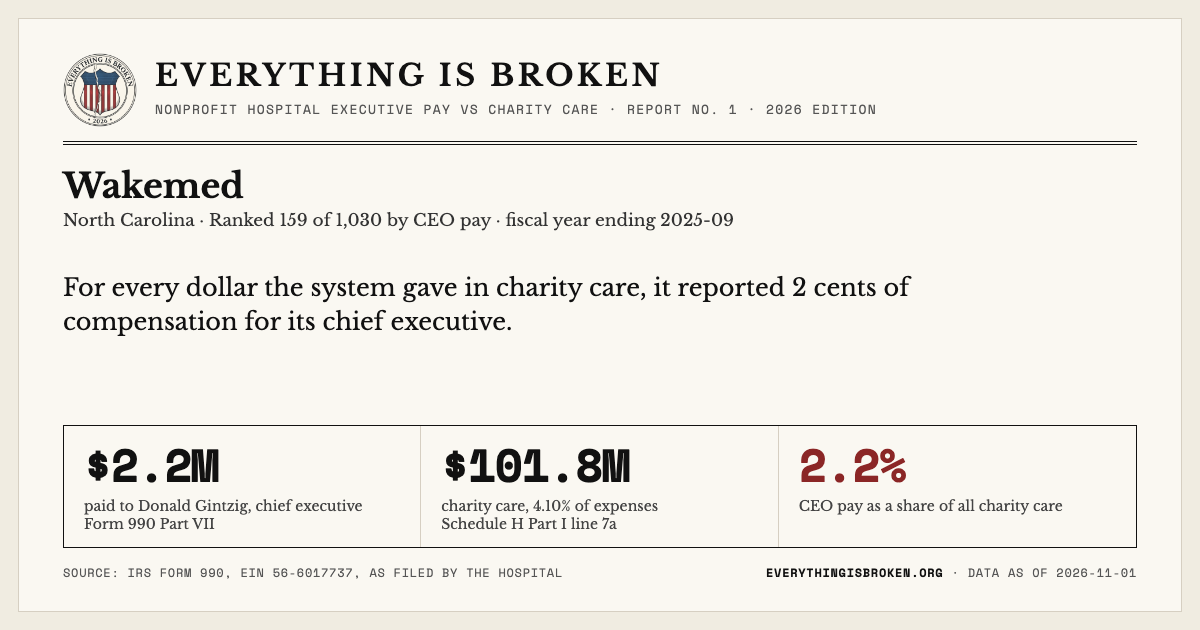 EVERYTHING IS BROKEN
2026
EVERYTHING IS BROKEN
NONPROFIT HOSPITAL EXECUTIVE PAY VS CHARITY CARE · REPORT NO. 1 · 2026 EDITION
Wakemed
North Carolina · Ranked 159 of 1,030 by CEO pay · fiscal year ending 2025-09
For every dollar the system gave in charity care, it reported 2 cents of
compensation for its chief executive.
$2.2M
paid to Donald Gintzig, chief executive
Form 990 Part VII
$101.8M
charity care, 4.10% of expenses
Schedule H Part I line 7a
2.2%
CEO pay as a share of all charity care
SOURCE: IRS FORM 990, EIN 56-6017737, AS FILED BY THE HOSPITAL
EVERYTHINGISBROKEN.ORG · DATA AS OF 2026-11-01